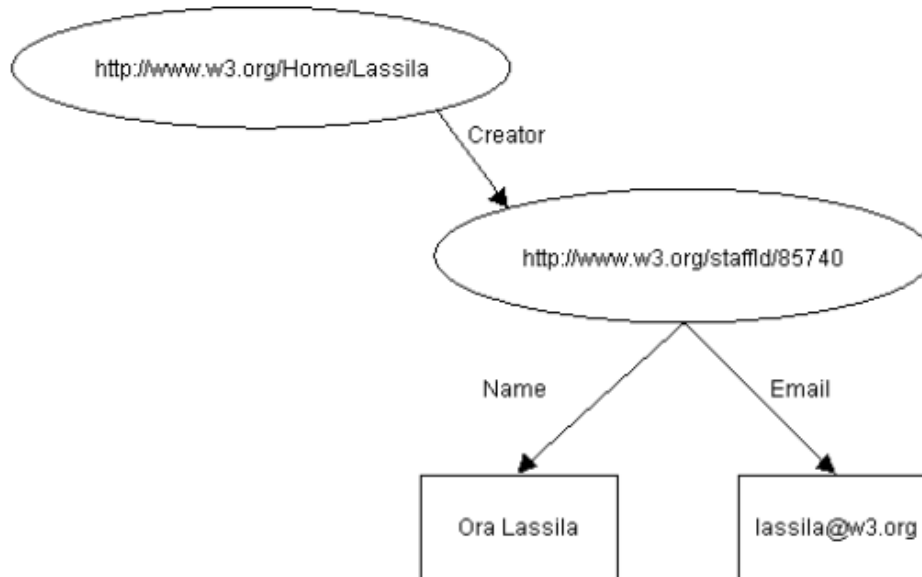 http://www.w3.org/Home/Lassila
Creator
http://www.w3.org/staffId/85740
Name
Email
Ora Lassila
lassila@w3.org